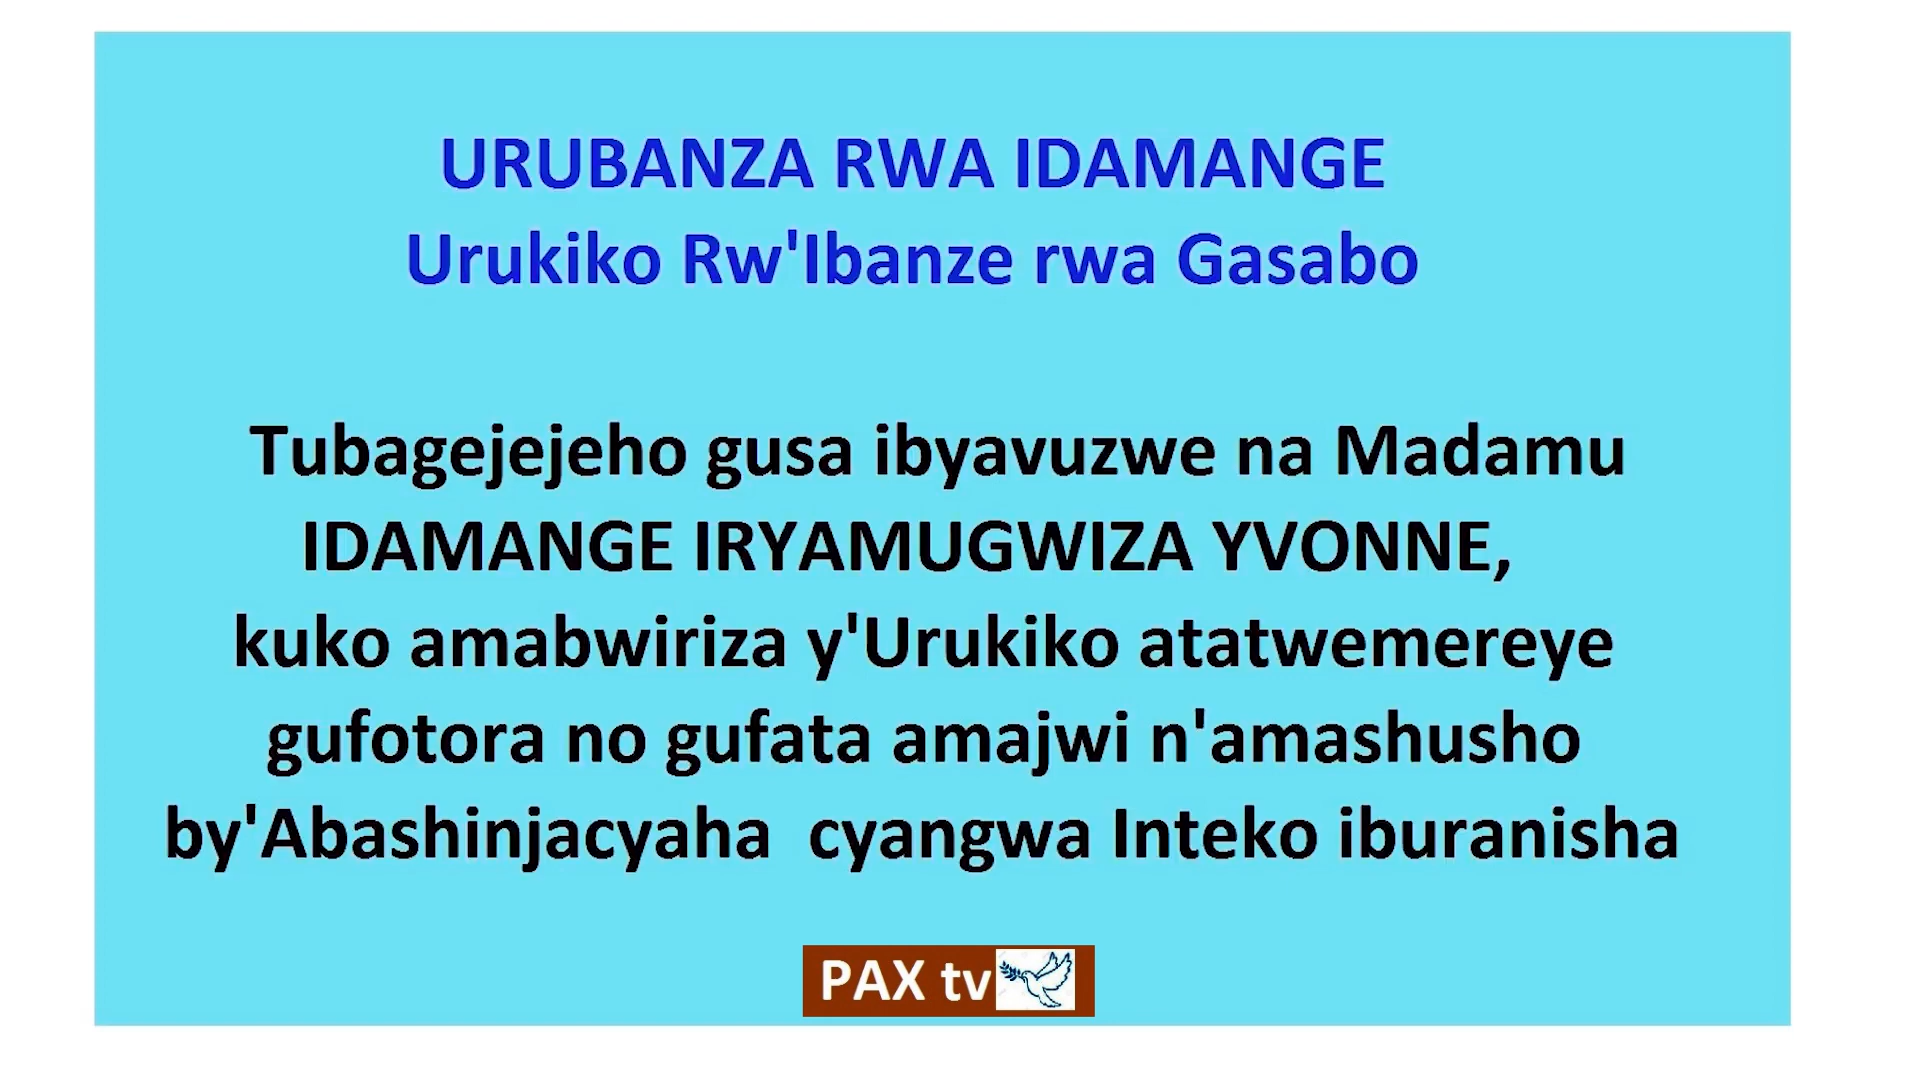 URUBANZA RWA IDAMANGE
Urukiko Rw'Ibanze rwa Gasabo
Tubagejejeho gusa ibyavuzwe na Madamu
IDAMANGE IRYAMUGWIZA YVONNE,
kuko amabwiriza y'Urukiko atatwemereye
gufotora no gufata amajwi n'amashusho
by'Abashinjacyaha cyangwa Inteko iburanisha
PAX tv